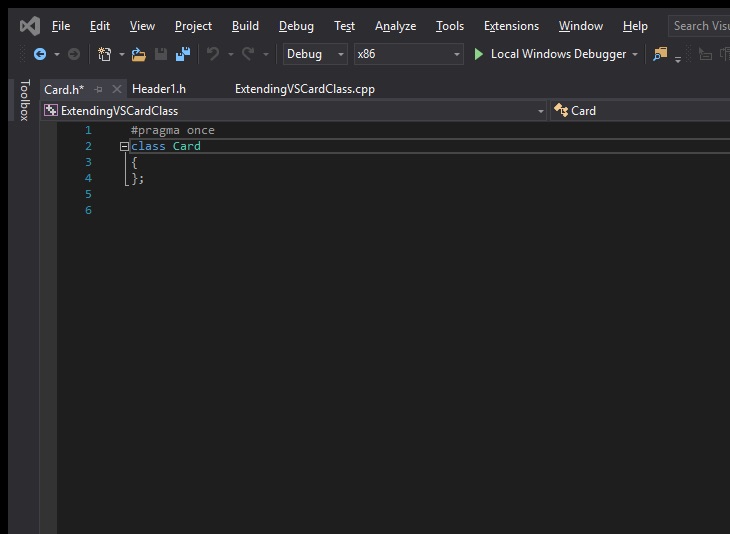 File Edit View Project Build Debug Test Analyze Tools Extensions Window Help Search
Debug x86 Local Windows Debugger
Toolbox
Card.h* Header1.h ExtendingVSCardClass.cpp
ExtendingVSCardClass Card
1 #pragma once
2 class Card
3 {
4 };
5
6